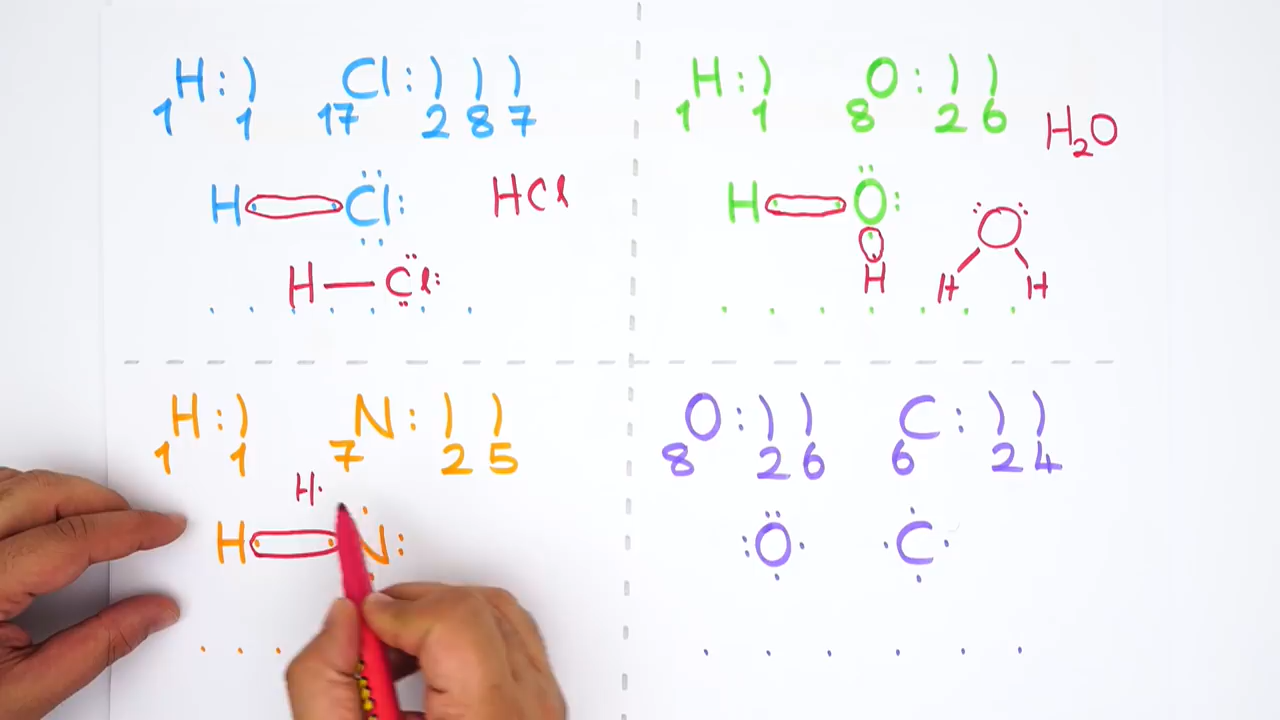 H : ) Cl : ) ) )
1 1 17 2 8 7
H Cl :
HCl
H — Cl :
H : ) O : ) )
1 1 8 2 6
H₂O
H O :
H
O
H H
H : ) N : ) )
1 1 7 2 5
H·
H N :
O : ) ) C : ) )
8 2 6 6 2 4
: O · · C ·